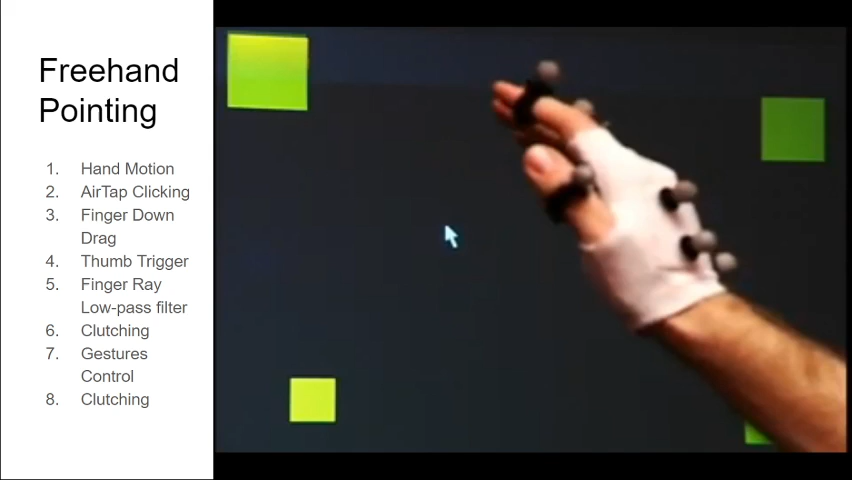 Freehand
Pointing
1. Hand Motion
2. AirTap Clicking
3. Finger Down
Drag
4. Thumb Trigger
5. Finger Ray
Low-pass filter
6. Clutching
7. Gestures
Control
8. Clutching